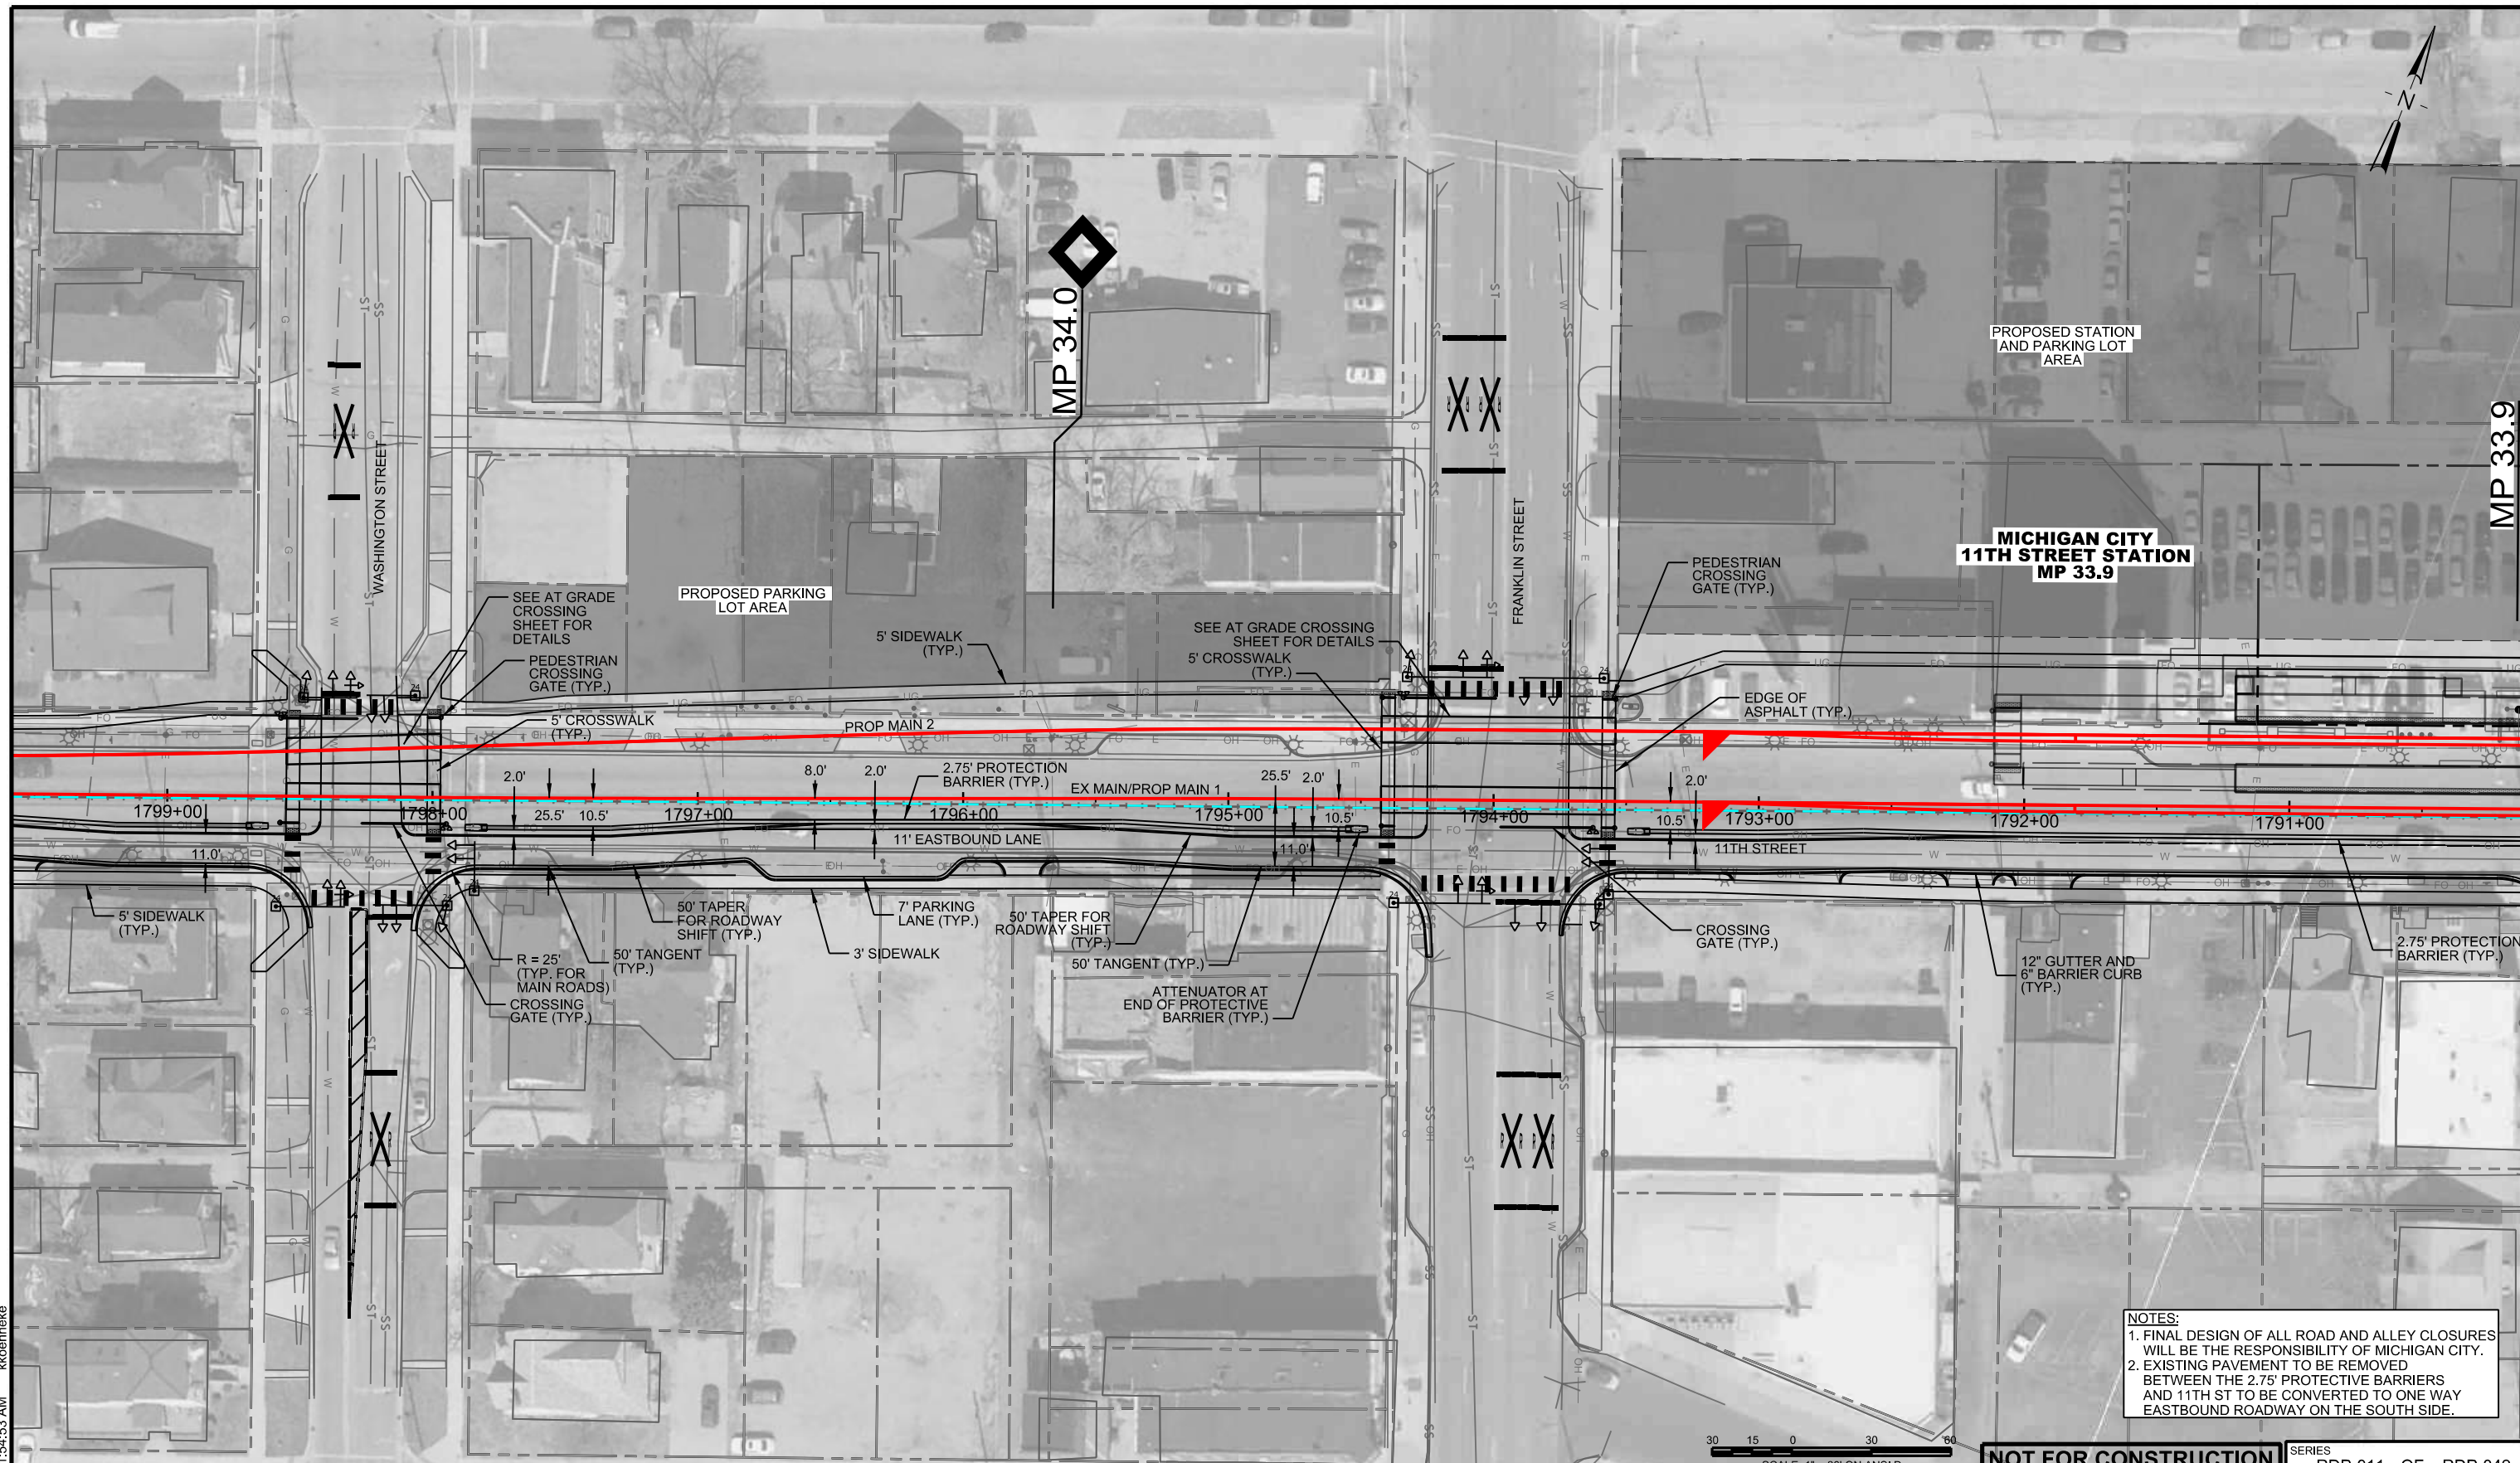 N
MP 34.0
PROPOSED STATION
AND PARKING LOT
AREA
MP 33.9
WASHINGTON STREET
FRANKLIN STREET
MICHIGAN CITY
11TH STREET STATION
MP 33.9
PEDESTRIAN
CROSSING
GATE (TYP.)
PROPOSED PARKING
LOT AREA
SEE AT GRADE
CROSSING
SHEET FOR
DETAILS
5' SIDEWALK
(TYP.)
SEE AT GRADE CROSSING
SHEET FOR DETAILS
PEDESTRIAN
CROSSING
GATE (TYP.)
5' CROSSWALK
(TYP.)
EDGE OF
ASPHALT (TYP.)
5' CROSSWALK
(TYP.)
PROP MAIN 2
2.0'
8.0'
2.0'
2.75' PROTECTION
BARRIER (TYP.)
25.5'
2.0'
2.0'
EX MAIN/PROP MAIN 1
1799+00
1798+00
25.5'
10.5'
1797+00
1796+00
1795+00
10.5'
1794+00
10.5'
1793+00
1792+00
1791+00
11' EASTBOUND LANE
11.0'
11.0'
11TH STREET
5' SIDEWALK
(TYP.)
50' TAPER
FOR ROADWAY
SHIFT (TYP.)
7' PARKING
LANE (TYP.)
50' TAPER FOR
ROADWAY SHIFT
(TYP.)
3' SIDEWALK
50' TANGENT
(TYP.)
50' TANGENT (TYP.)
CROSSING
GATE (TYP.)
2.75' PROTECTION
BARRIER (TYP.)
R = 25'
(TYP. FOR
MAIN ROADS)
12" GUTTER AND
6" BARRIER CURB
(TYP.)
CROSSING
GATE (TYP.)
ATTENUATOR AT
END OF PROTECTIVE
BARRIER (TYP.)
NOTES:
1. FINAL DESIGN OF ALL ROAD AND ALLEY CLOSURES
WILL BE THE RESPONSIBILITY OF MICHIGAN CITY.
2. EXISTING PAVEMENT TO BE REMOVED
BETWEEN THE 2.75' PROTECTIVE BARRIERS
AND 11TH ST TO BE CONVERTED TO ONE WAY
EASTBOUND ROADWAY ON THE SOUTH SIDE.
30 15 0 30 60
NOT FOR CONSTRUCTION
SERIES
kkoenneke